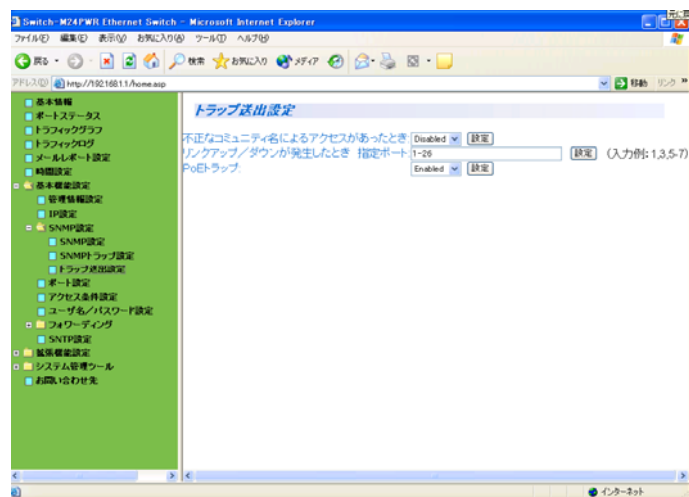 Switch-M24PWR Ethernet Switch - Microsoft Internet Explorer
ファイル(F) 編集(E) 表示(V) お気に入り(A) ツール(T) ヘルプ(H)
戻る 検索 お気に入り メディア
アドレス(D) http://192.168.1.1/home.asp 移動 リンク »
基本情報
ポートステータス
トラフィックグラフ
トラフィックログ
メールレポート設定
時間設定
基本機能設定
管理情報設定
IP設定
SNMP設定
SNMP設定
SNMPトラップ設定
トラップ送出設定
ポート設定
アクセス条件設定
ユーザ名/パスワード設定
フォワーディング
SNTP設定
拡張機能設定
システム管理ツール
お問い合わせ先
トラップ送出設定
不正なコミュニティ名によるアクセスがあったとき: Disabled 設定
リンクアップ/ダウンが発生したとき 指定ポート: 1-26 設定 (入力例: 1,3,5-7)
PoEトラップ: Enabled 設定
インターネット